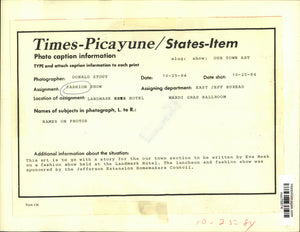 slug: show: OUR TOWN ART
Times-Picayune/States-Item
Photo caption information
TYPE and attach caption information to each print
Photographer: DONALD STOUT Date: 10-25-84 Date shot: 10-25-84
Assignment: FASHION SHOW Assigning department: EAST JEFF BUREAU
Location of assignment: LANDMARK HOTEL MARDI GRAS BALLROOM
Names of subjects in photograph, L. to R.:
NAMES ON PHOTOS
Additional information about the situation:
This art is to go with a story for the our town section to be written by Eva
on a fashion show held at the Landmark Hotel. The luncheon and fashion show was
sponsored by the Jefferson Extension Homemakers Council.
10-25-84